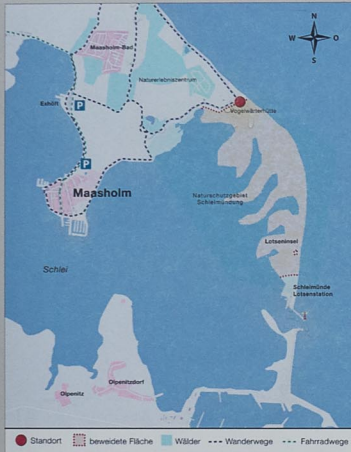 N
W O
S
Maasholm-Bad
Naturerlebniszentrum
Vogelwärterhütte
Exhöft
P
P
Maasholm
Naturschutzgebiet
Schleimündung
Lotseninsel
Schlei
Schleimünde
Lotsenstation
Olpenitzdorf
Olpenitz
Standort beweidete Fläche Wälder Wanderwege Fahrradwege